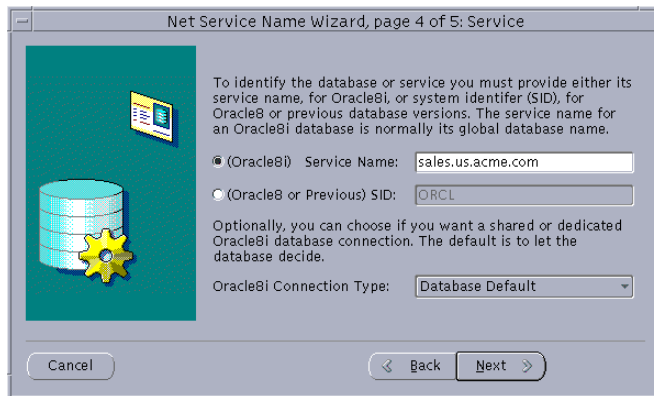 Net Service Name Wizard, page 4 of 5: Service
To identify the database or service you must provide either its
service name, for Oracle8i, or system identifer (SID), for
Oracle8 or previous database versions. The service name for
an Oracle8i database is normally its global database name.
(Oracle8i) Service Name: sales.us.acme.com
(Oracle8 or Previous) SID: ORCL
Optionally, you can choose if you want a shared or dedicated
Oracle8i database connection. The default is to let the
database decide.
Oracle8i Connection Type: Database Default
Cancel Back Next